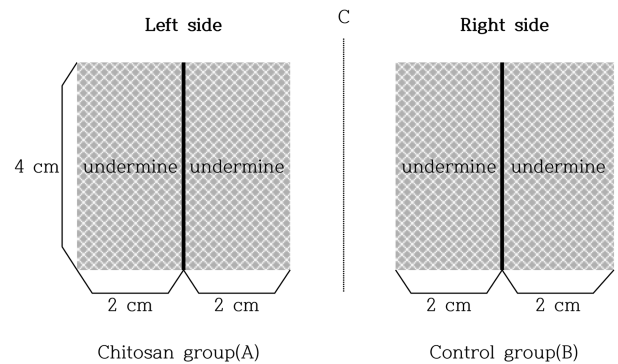 Left side
C
Right side
4 cm
undermine
undermine
undermine
undermine
2 cm
2 cm
2 cm
2 cm
Chitosan group(A)
Control group(B)